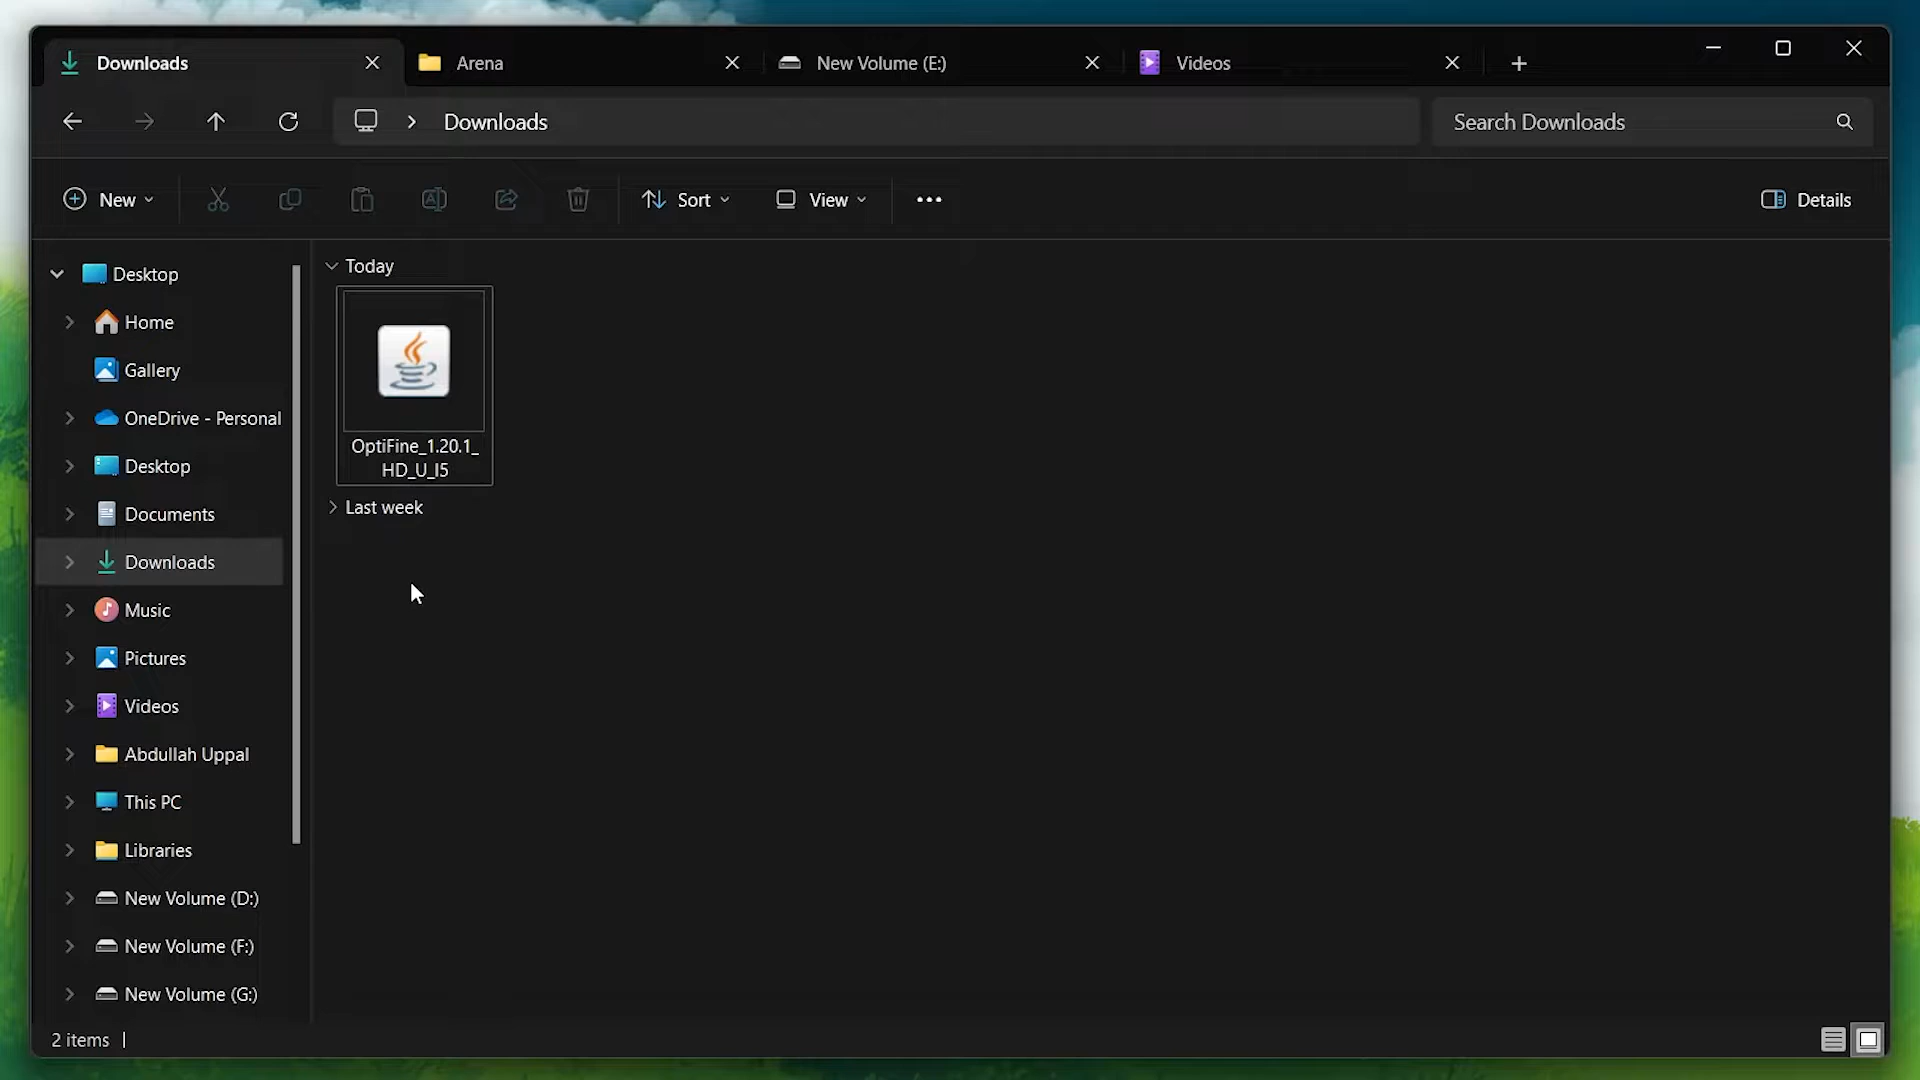 Downloads
Arena
New Volume (E:)
Videos
Downloads
Search Downloads
New
Sort
View
Details
Desktop
Home
Gallery
OneDrive - Personal
Desktop
Documents
Downloads
Music
Pictures
Videos
Abdullah Uppal
This PC
Libraries
New Volume (D:)
New Volume (F:)
New Volume (G:)
Today
OptiFine_1.20.1_
HD_U_I5
Last week
2 items